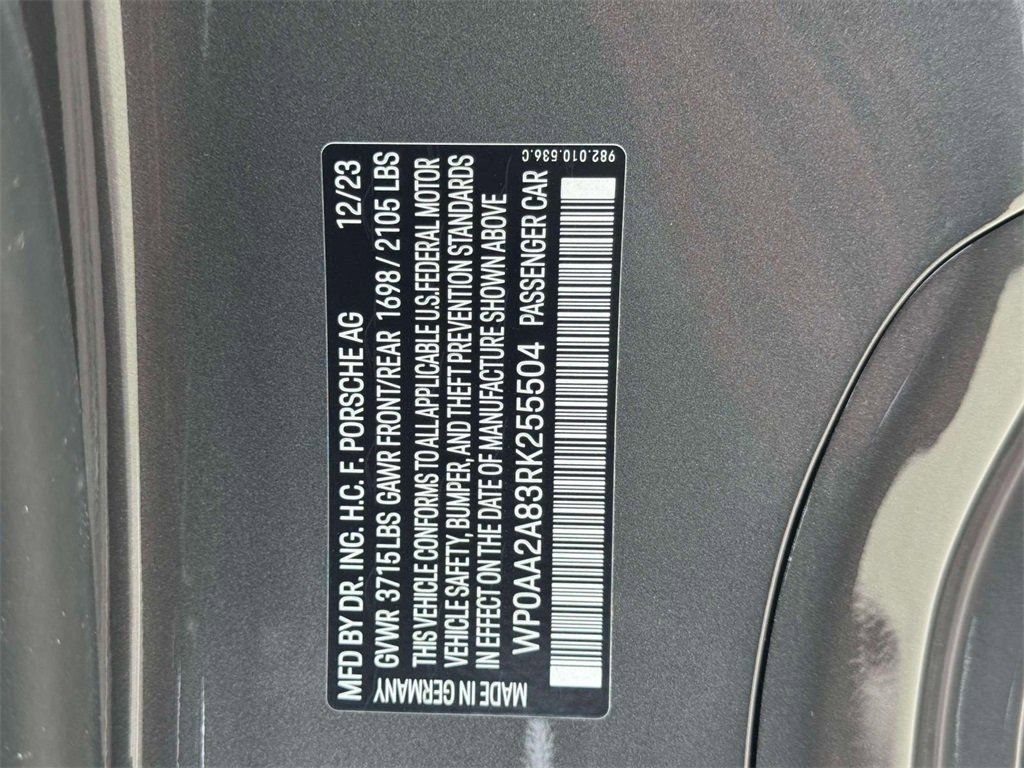 MFD BY DR. ING. H.C. F. PORSCHE AG 12/23
GVWR 3715 LBS GAWR FRONT/REAR 1698 / 2105 LBS
THIS VEHICLE CONFORMS TO ALL APPLICABLE U.S. FEDERAL MOTOR
VEHICLE SAFETY, BUMPER, AND THEFT PREVENTION STANDARDS
IN EFFECT ON THE DATE OF MANUFACTURE SHOWN ABOVE
WP0AA2A83RK255504 PASSENGER CAR
MADE IN GERMANY
982.010.536.C